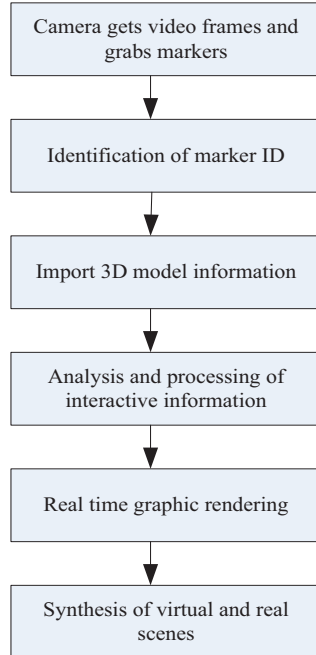 Camera gets video frames and
grabs markers
Identification of marker ID
Import 3D model information
Analysis and processing of
interactive information
Real time graphic rendering
Synthesis of virtual and real
scenes